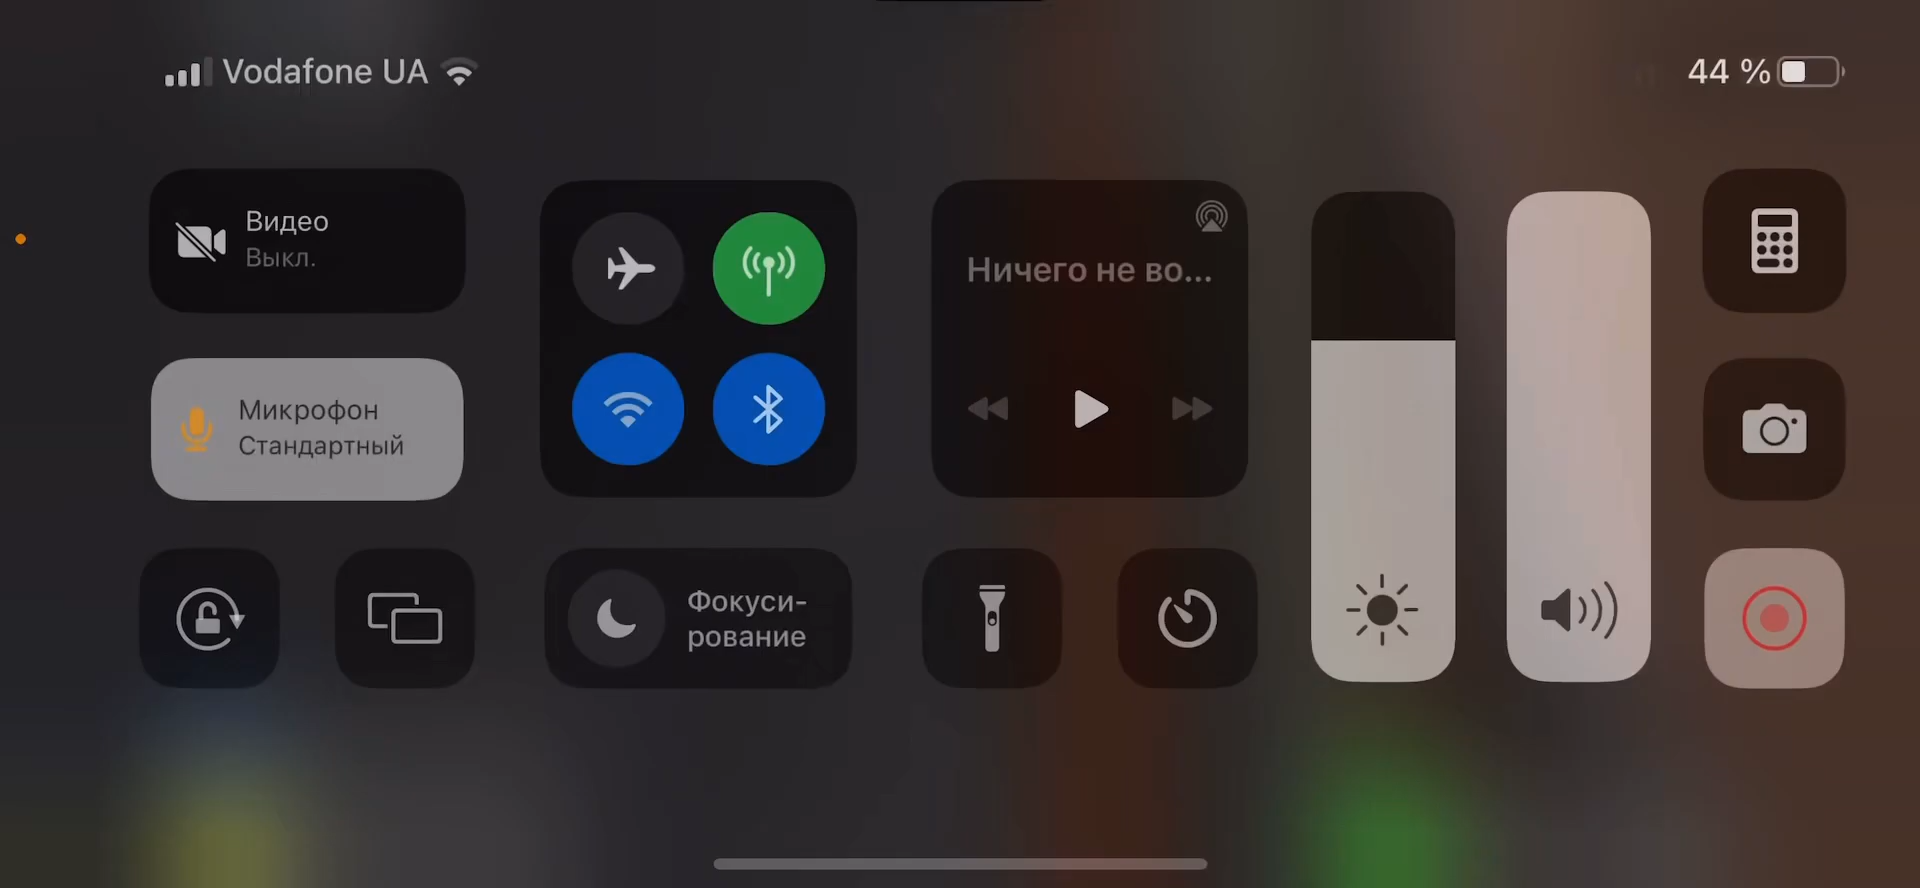 Vodafone UA
44 %
Видео
Выкл.
Микрофон
Стандартный
Ничего не во...
Фокуси-
рование